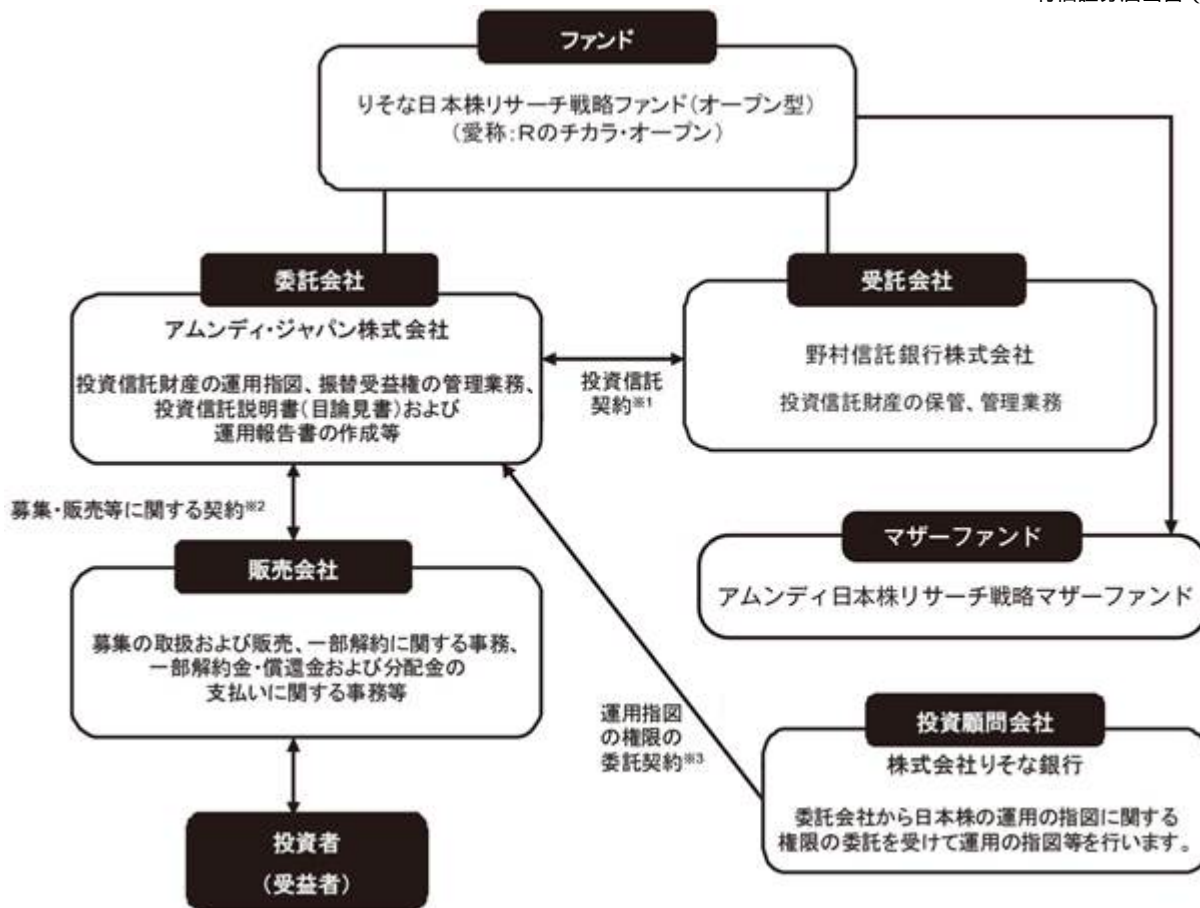 ファンド
りそな日本株リサーチ戦略ファンド(オープン型)
(愛称:Rのチカラ・オープン)
委託会社
アムンディ・ジャパン株式会社
投資信託財産の運用指図、振替受益権の管理業務、
投資信託説明書(目論見書)および
運用報告書の作成等
投資信託
契約※1
受託会社
野村信託銀行株式会社
投資信託財産の保管、管理業務
募集・販売等に関する契約※2
マザーファンド
アムンディ日本株リサーチ戦略マザーファンド
販売会社
募集の取扱および販売、一部解約に関する事務、
一部解約金・償還金および分配金の
支払いに関する事務等
運用指図
の権限の
委託契約※3
投資顧問会社
株式会社りそな銀行
委託会社から日本株の運用の指図に関する
権限の委託を受けて運用の指図等を行います。
投資者
(受益者)